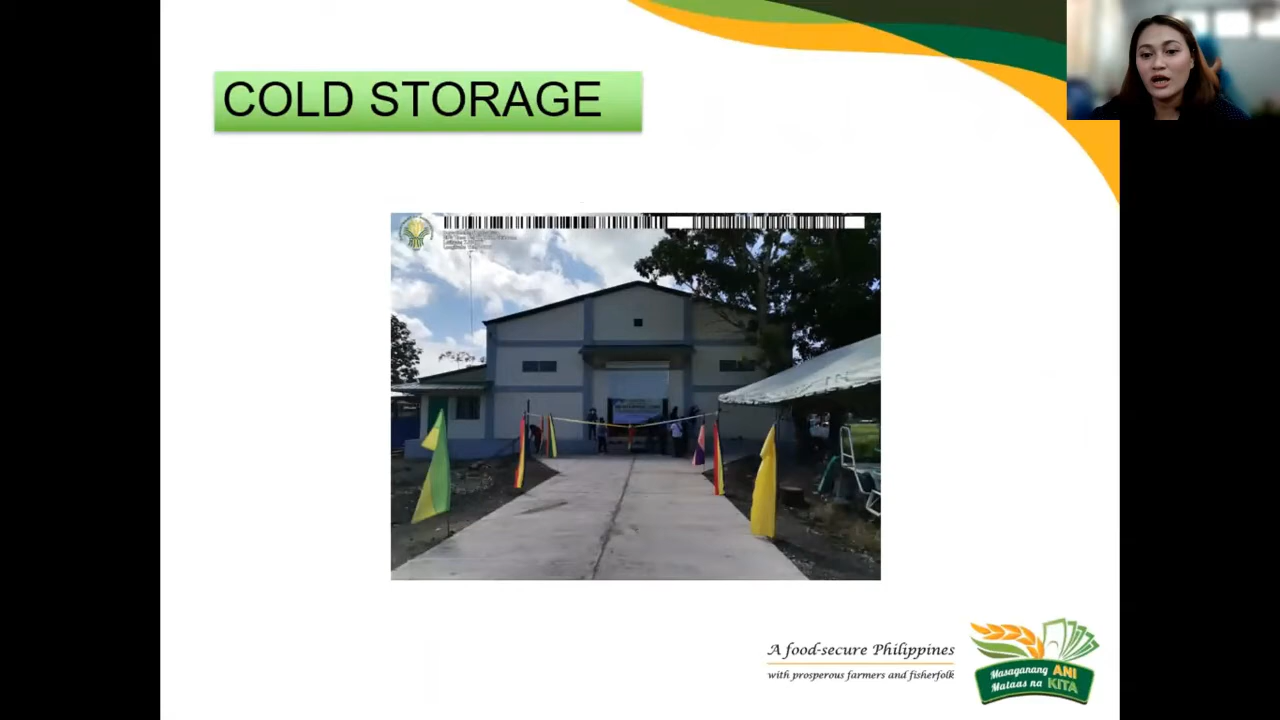 COLD STORAGE
A food-secure Philippines
with prosperous farmers and fisherfolk
Masaganang ANI
Mataas na KITA